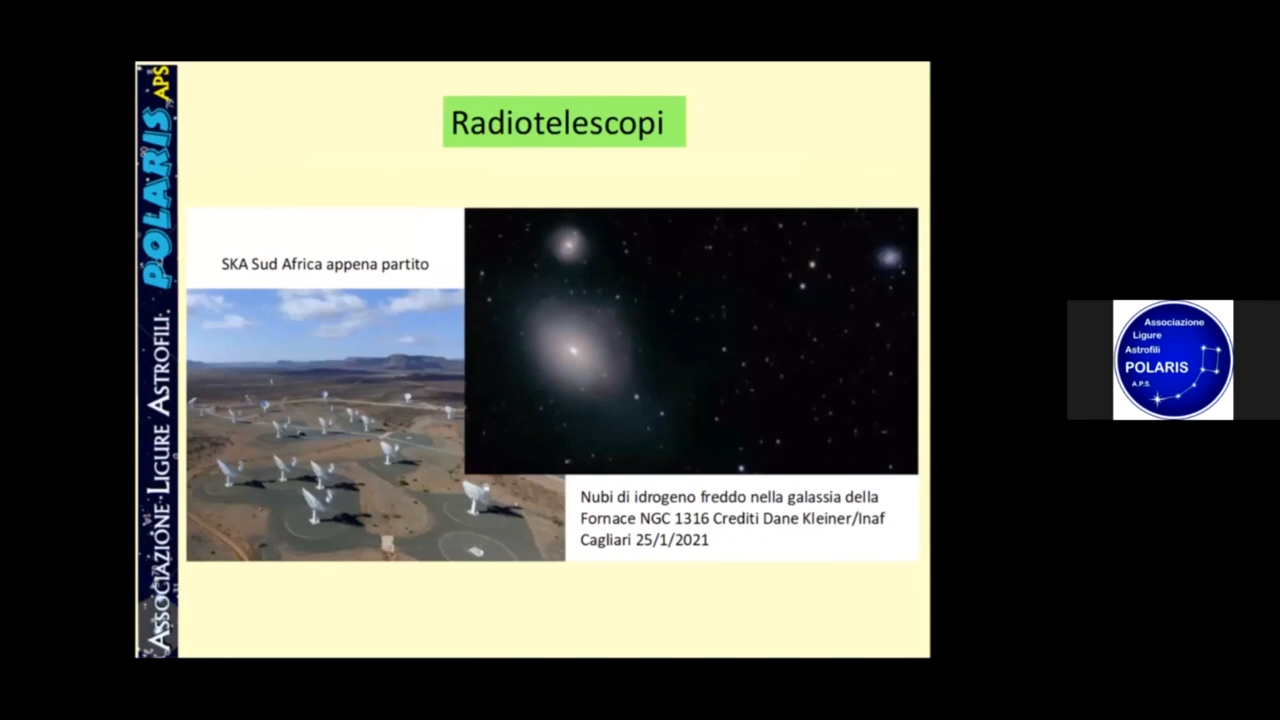 ASSOCIAZIONE LIGURE ASTROFILI POLARIS APS
Radiotelescopi
SKA Sud Africa appena partito
Nubi di idrogeno freddo nella galassia della
Fornace NGC 1316 Crediti Dane Kleiner/Inaf
Cagliari 25/1/2021
Associazione
Ligure
Astrofili
POLARIS
A.P.S.